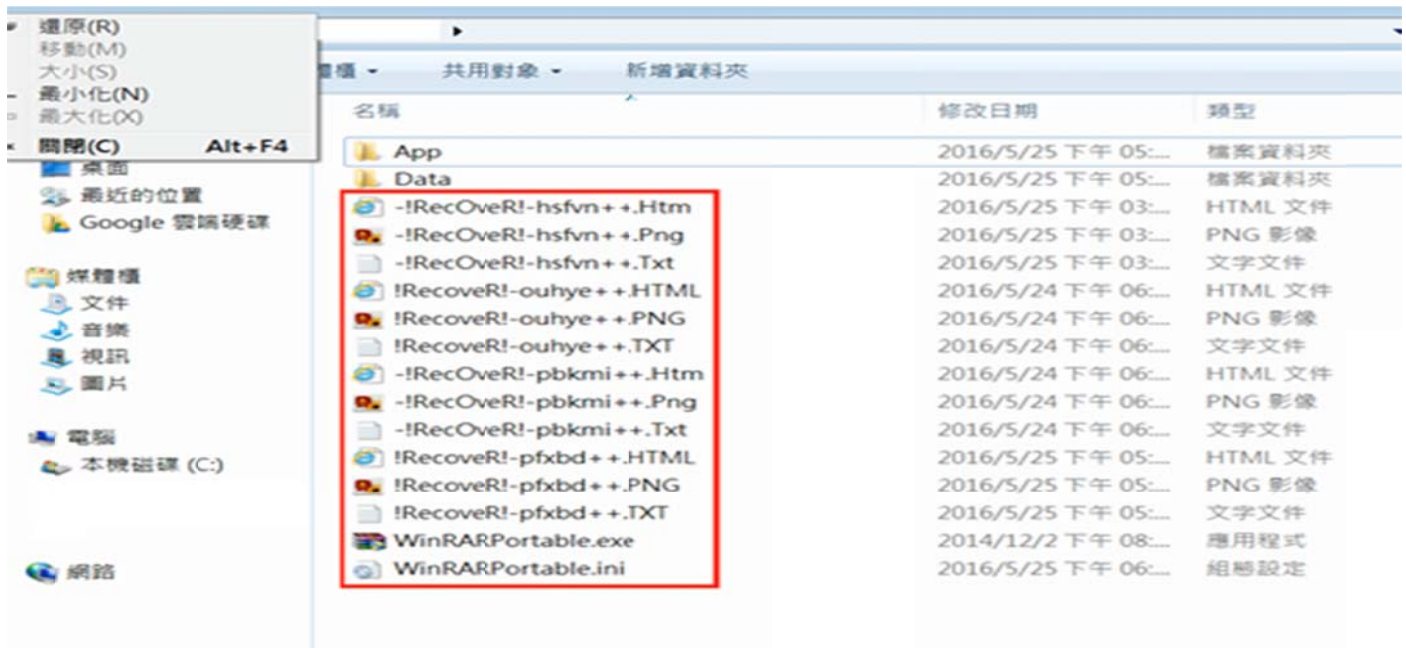 還原(R)
移動(M)
大小(S)
最小化(N)
最大化(X)
關閉(C) Alt+F4
體櫃 共用對象 新增資料夾
名稱 修改日期 類型
桌面
最近的位置
Google 雲端硬碟
媒體櫃
文件
音樂
視訊
圖片
電腦
本機磁碟 (C:)
網路
App 2016/5/25 下午 05:... 檔案資料夾
Data 2016/5/25 下午 05:... 檔案資料夾
-!RecOveR!-hsfvn++.Htm 2016/5/25 下午 03:... HTML 文件
-!RecOveR!-hsfvn++.Png 2016/5/25 下午 03:... PNG 影像
-!RecOveR!-hsfvn++.Txt 2016/5/25 下午 03:... 文字文件
!RecoveR!-ouhye++.HTML 2016/5/24 下午 06:... HTML 文件
!RecoveR!-ouhye++.PNG 2016/5/24 下午 06:... PNG 影像
!RecoveR!-ouhye++.TXT 2016/5/24 下午 06:... 文字文件
-!RecOveR!-pbkmi++.Htm 2016/5/24 下午 06:... HTML 文件
-!RecOveR!-pbkmi++.Png 2016/5/24 下午 06:... PNG 影像
-!RecOveR!-pbkmi++.Txt 2016/5/24 下午 06:... 文字文件
!RecoveR!-pfxbd++.HTML 2016/5/25 下午 05:... HTML 文件
!RecoveR!-pfxbd++.PNG 2016/5/25 下午 05:... PNG 影像
!RecoveR!-pfxbd++.TXT 2016/5/25 下午 05:... 文字文件
WinRARPortable.exe 2014/12/2 下午 08:... 應用程式
WinRARPortable.ini 2016/5/25 下午 06:... 組態設定